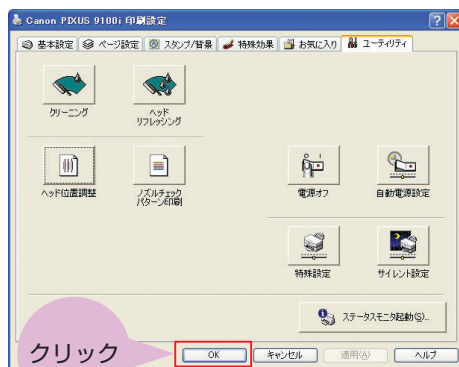 Canon PIXUS 9100i 印刷設定
基本設定 ページ設定 スタンプ/背景 特殊効果 お気に入り ユーティリティ
クリーニング
ヘッド
リフレッシング
ヘッド位置調整
ノズルチェック
パターン印刷
電源オフ
自動電源設定
特殊設定
サイレント設定
ステータスモニタ起動(S)...
クリック
OK キャンセル 適用(A) ヘルプ